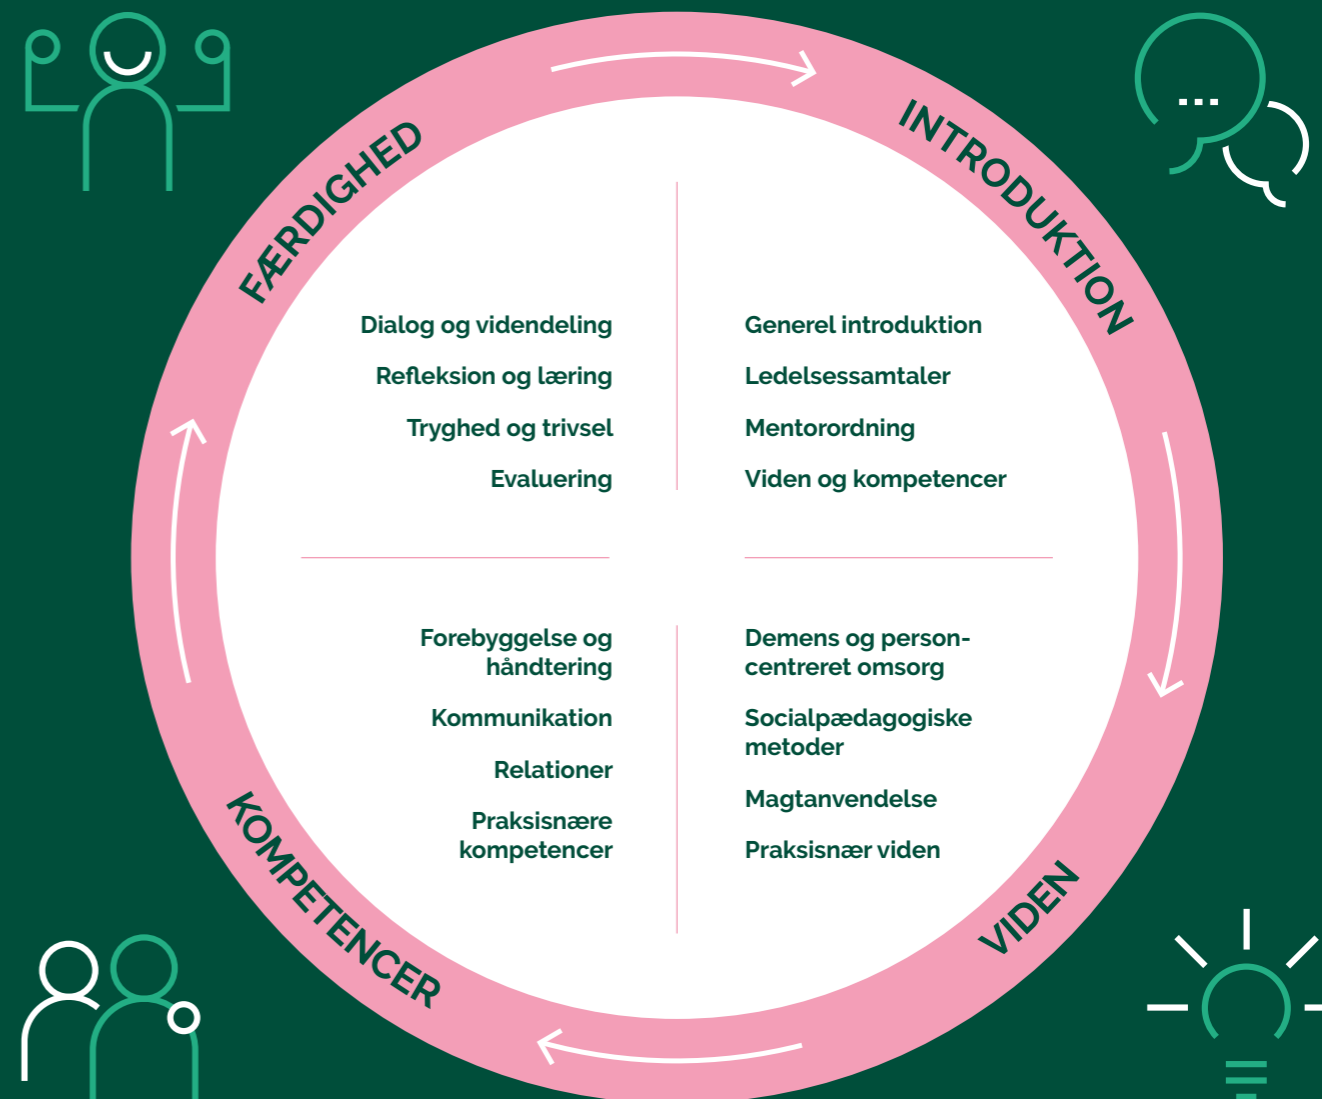 FÆRDIGHED
Dialog og videndeling
Refleksion og læring
Tryghed og trivsel
Evaluering
INTRODUKTION
Generel introduktion
Ledelsessamtaler
Mentorordning
Viden og kompetencer
VIDEN
Demens og person-
centreret omsorg
Socialpædagogiske
metoder
Magtanvendelse
Praksisnær viden
KOMPETENCER
Forebyggelse og
håndtering
Kommunikation
Relationer
Praksisnære
kompetencer